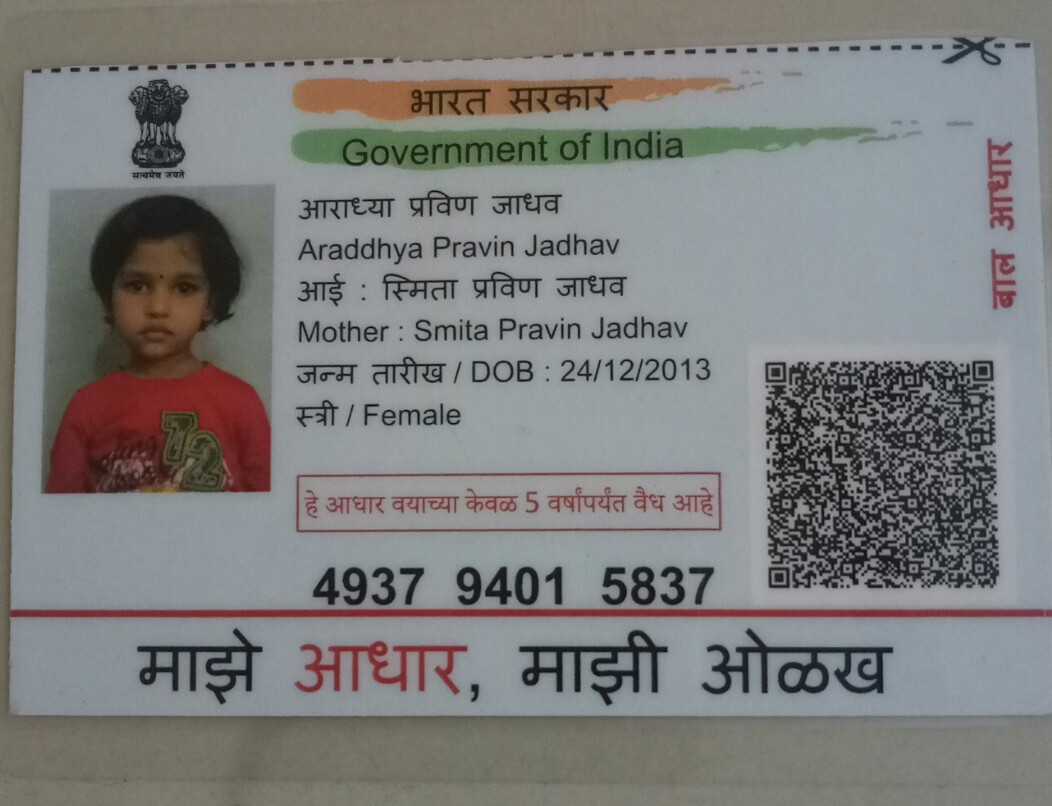 सत्यमेव जयते
भारत सरकार
Government of India
आराध्या प्रविण जाधव
Araddhya Pravin Jadhav
आई : स्मिता प्रविण जाधव
Mother : Smita Pravin Jadhav
जन्म तारीख / DOB : 24/12/2013
स्त्री / Female
बाल आधार
हे आधार वयाच्या केवळ 5 वर्षांपर्यंत वैध आहे
4937 9401 5837
माझे आधार, माझी ओळख
72